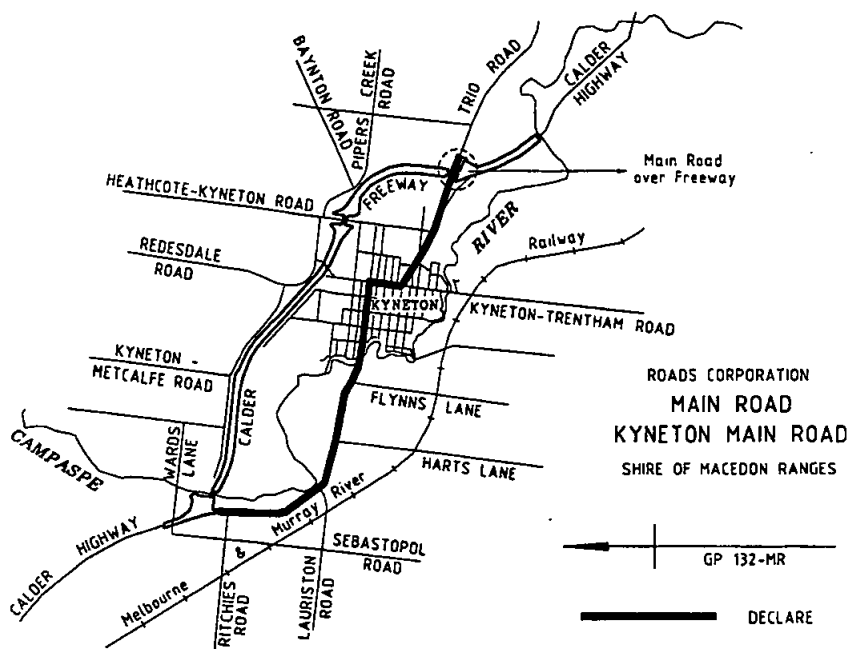 BAYNTON ROAD
PIPERS CREEK
ROAD
TRIO ROAD
CALDER
HIGHWAY
Main Road
over Freeway
HEATHCOTE-KYNETON ROAD
FREEWAY
RIVER
Railway
REDESDALE
ROAD
KYNETON
KYNETON-TRENTHAM ROAD
KYNETON -
METCALFE ROAD
CALDER
FLYNNS LANE
WARDS
LANE
HARTS LANE
CAMPASPE
CALDER HIGHWAY
Melbourne & Murray River
SEBASTOPOL
ROAD
RITCHIES
ROAD
LAURISTON
ROAD
ROADS CORPORATION
MAIN ROAD
KYNETON MAIN ROAD
SHIRE OF MACEDON RANGES
GP 132-MR
DECLARE